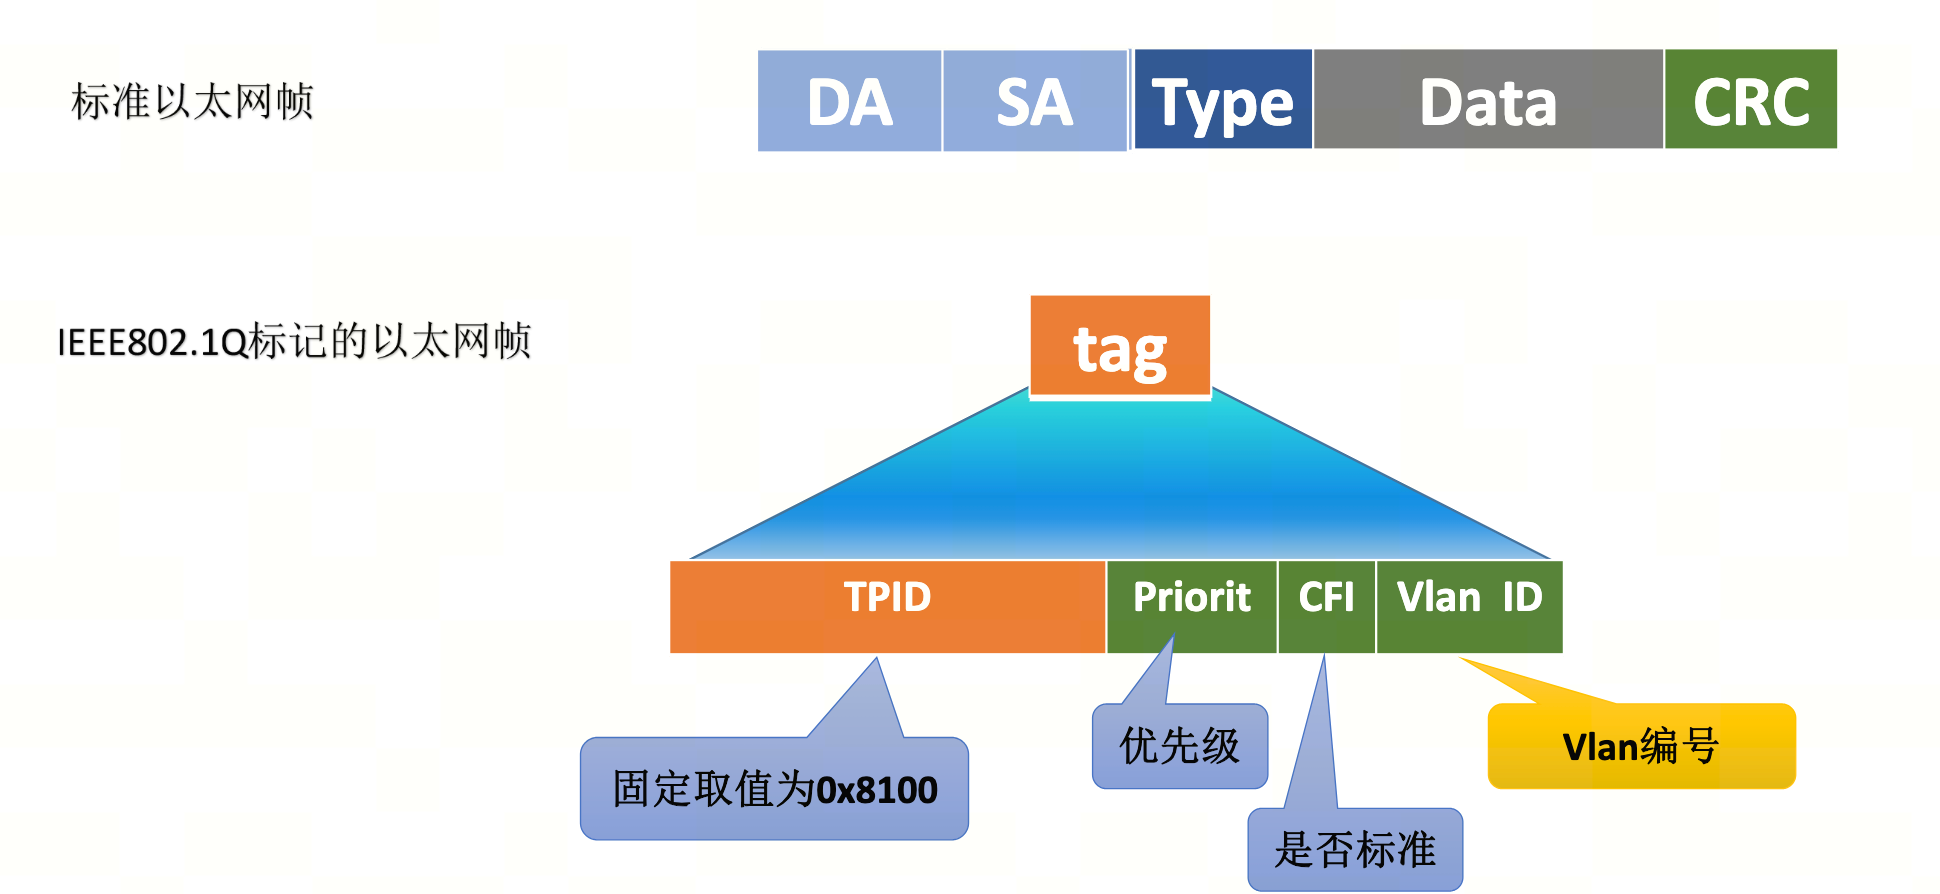 标准以太网帧
DA SA Type Data CRC
IEEE802.1Q标记的以太网帧
tag
TPID Priorit CFI Vlan ID
固定取值为0x8100
优先级
Vlan编号
是否标准